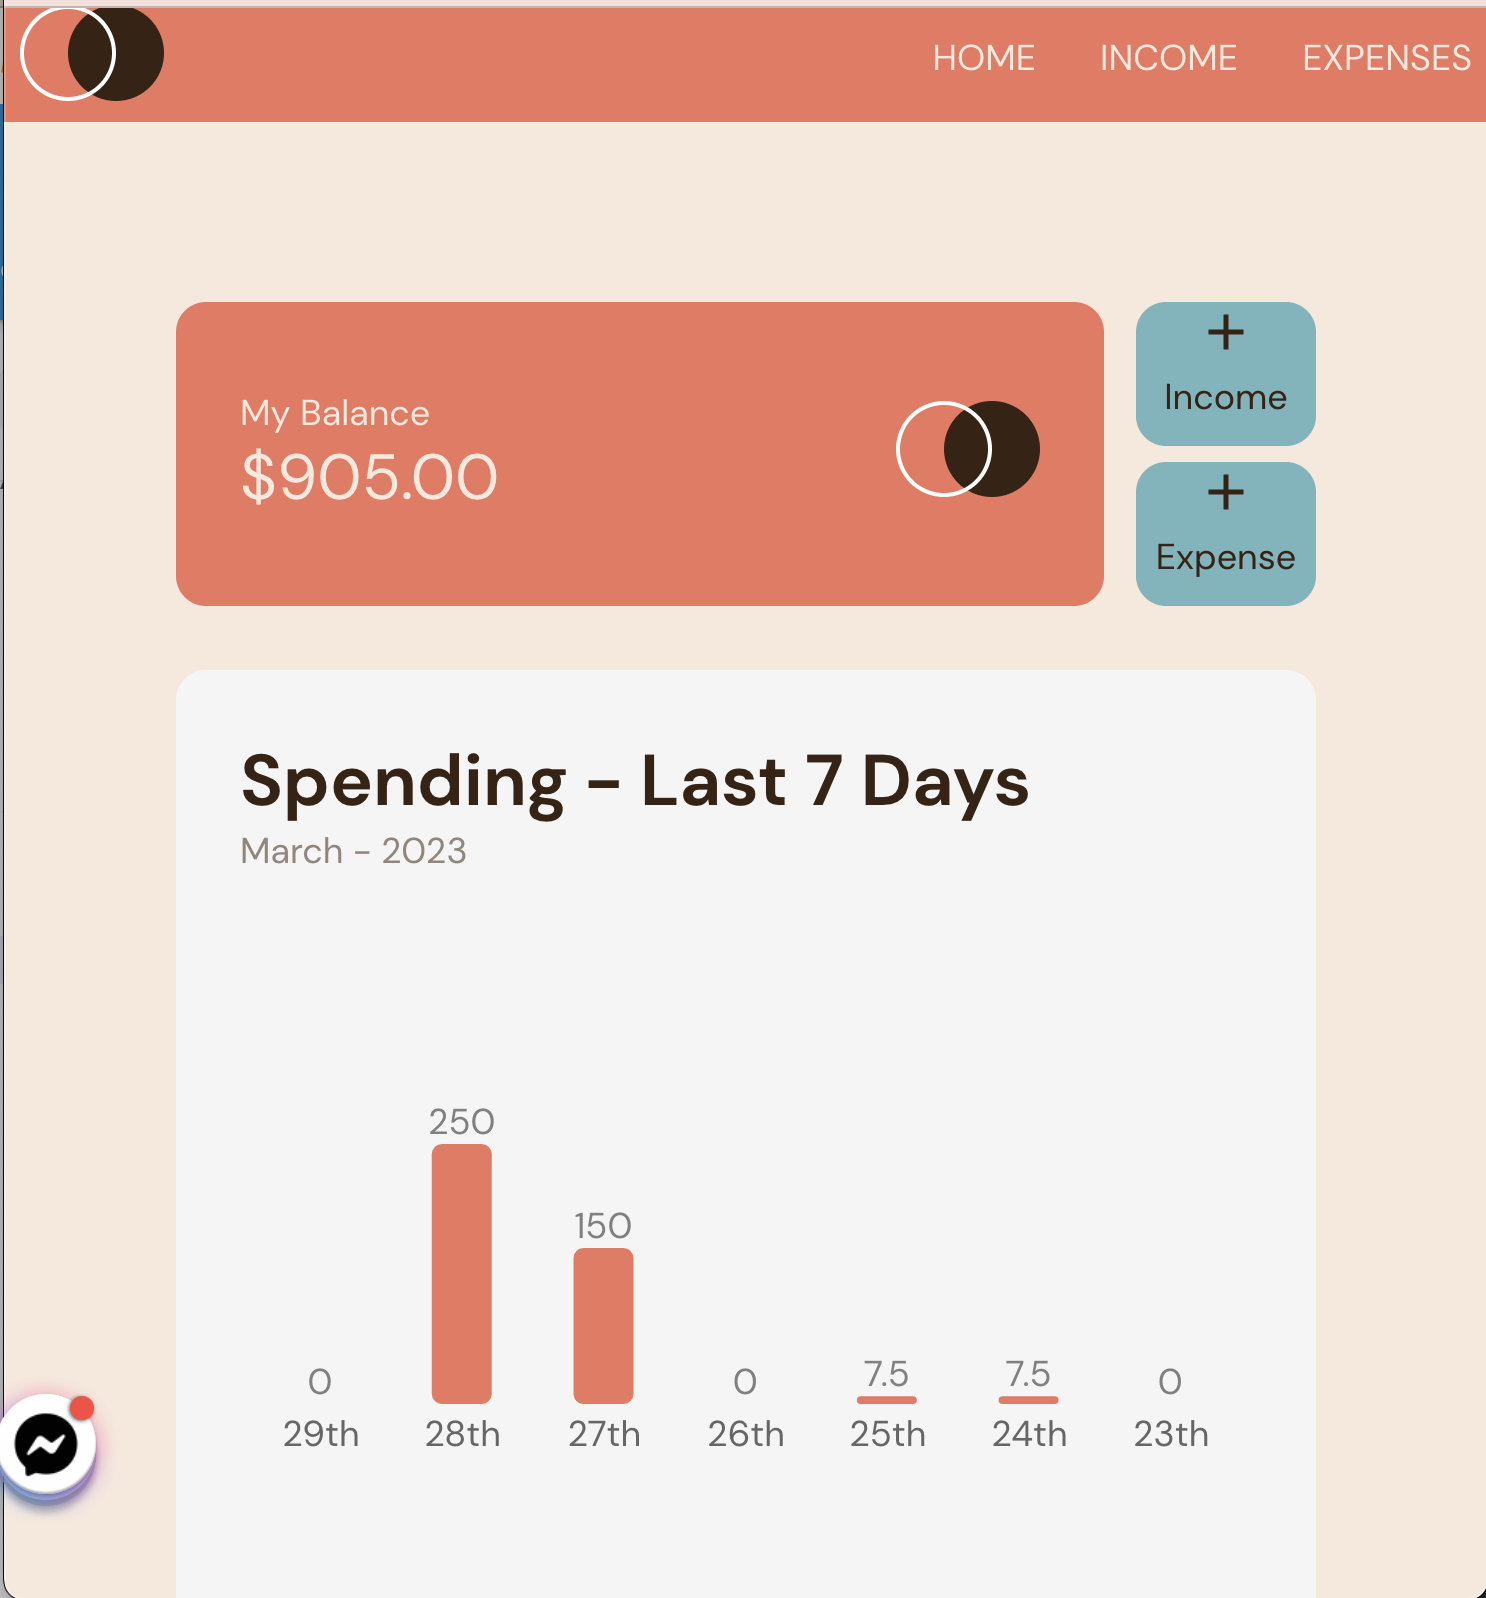 HOME INCOME EXPENSES
My Balance
$905.00
+
Income
+
Expense
Spending - Last 7 Days
March - 2023
250
150
0 0 7.5 7.5 0
29th 28th 27th 26th 25th 24th 23th